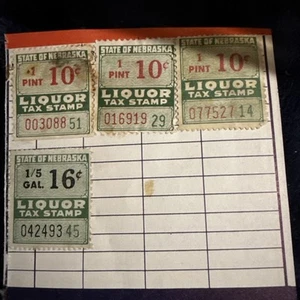 STATE OF NEBRASKA
1 PINT 10¢
LIQUOR
TAX STAMP
003088 51
STATE OF NEBRASKA
1 PINT 10¢
LIQUOR
TAX STAMP
016919 29
STATE OF NEBRASKA
1 PINT 10¢
LIQUOR
TAX STAMP
077527 14
STATE OF NEBRASKA
1/5 GAL. 16¢
LIQUOR
TAX STAMP
042493 45